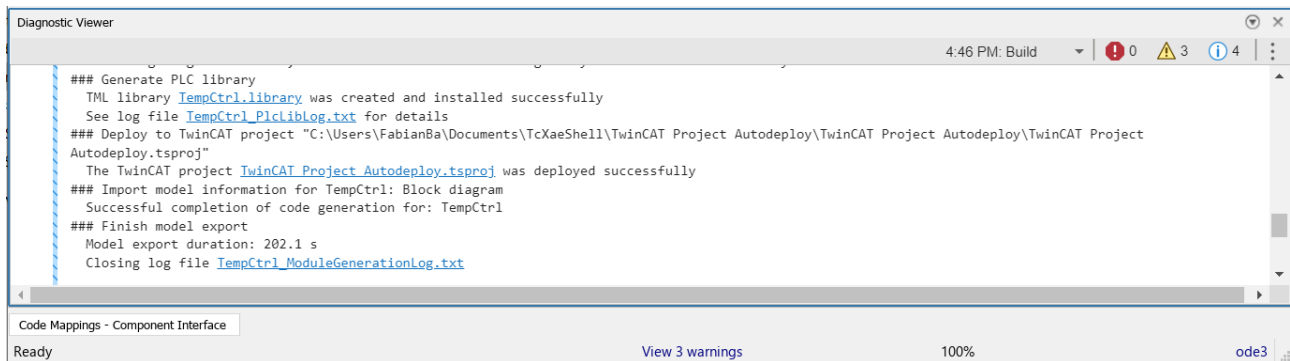 Diagnostic Viewer
4:46 PM: Build 0 3 4
### Generate PLC library
TML library TempCtrl.library was created and installed successfully
See log file TempCtrl_PlcLibLog.txt for details
### Deploy to TwinCAT project "C:\Users\FabianBa\Documents\TcXaeShell\TwinCAT Project Autodeploy\TwinCAT Project Autodeploy\TwinCAT Project
Autodeploy.tsproj"
The TwinCAT project TwinCAT Project Autodeploy.tsproj was deployed successfully
### Import model information for TempCtrl: Block diagram
Successful completion of code generation for: TempCtrl
### Finish model export
Model export duration: 202.1 s
Closing log file TempCtrl_ModuleGenerationLog.txt
Code Mappings - Component Interface
Ready View 3 warnings 100% ode3